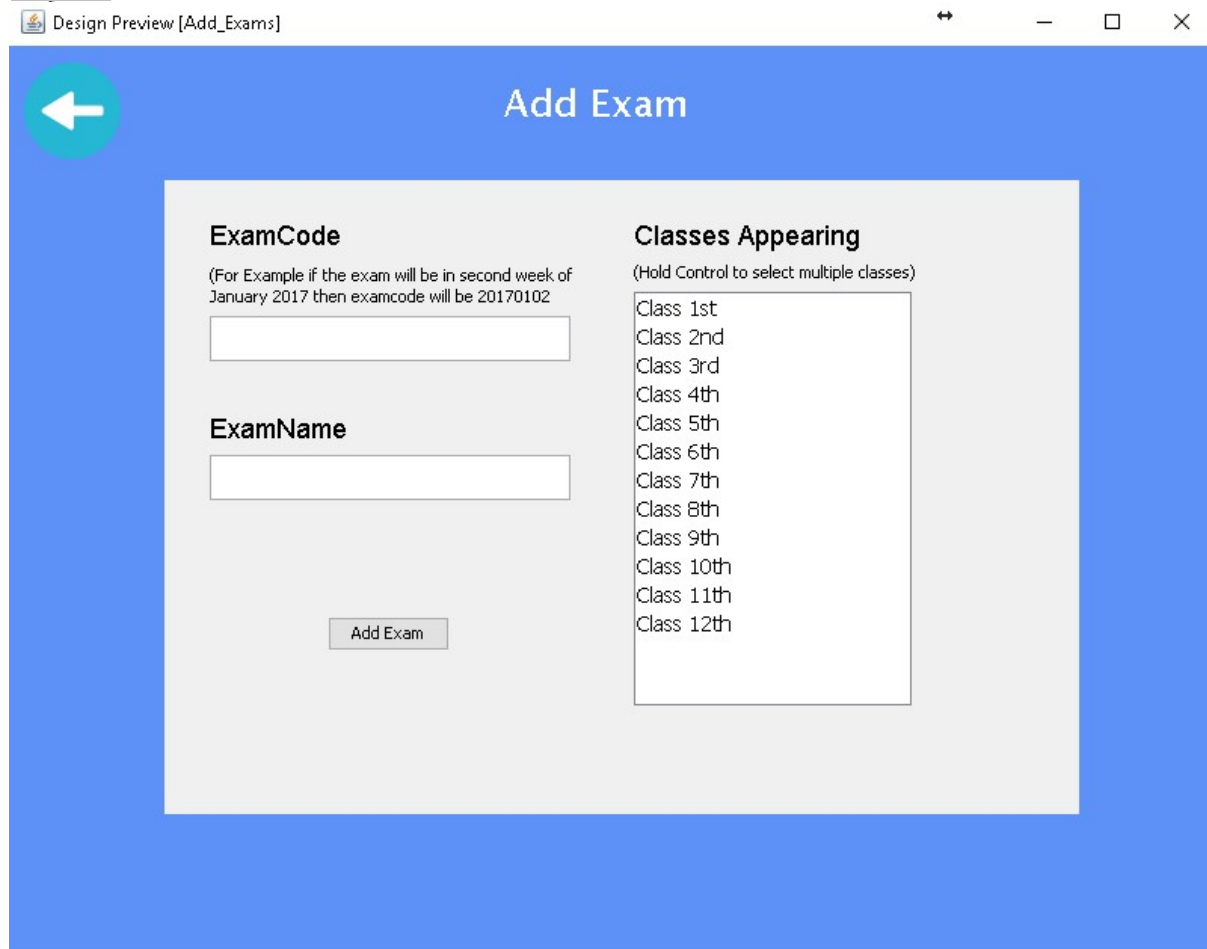 Design Preview [Add_Exams]
Add Exam
ExamCode
(For Example if the exam will be in second week of
January 2017 then examcode will be 20170102
ExamName
Add Exam
Classes Appearing
(Hold Control to select multiple classes)
Class 1st
Class 2nd
Class 3rd
Class 4th
Class 5th
Class 6th
Class 7th
Class 8th
Class 9th
Class 10th
Class 11th
Class 12th